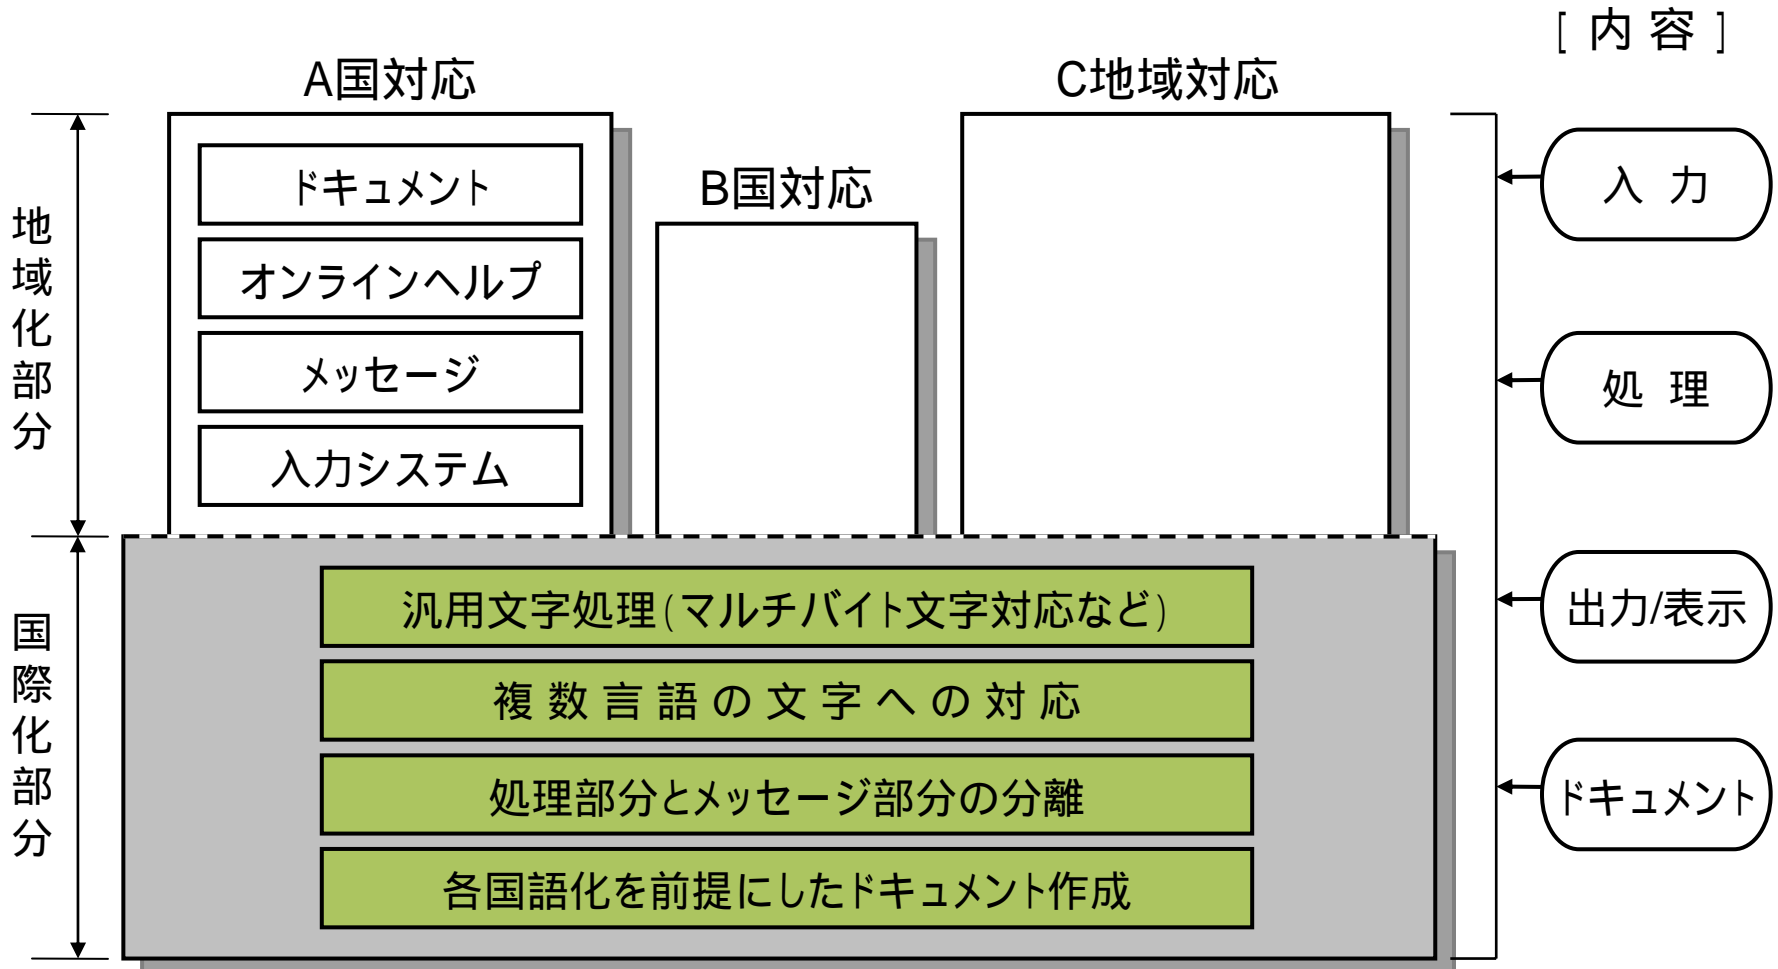 [ 内 容 ]
A国対応
C地域対応
B国対応
地域化部分
ドキュメント
オンラインヘルプ
メッセージ
入力システム
国際化部分
汎用文字処理(マルチバイト文字対応など)
複 数 言 語 の 文 字 へ の 対 応
処理部分とメッセージ部分の分離
各国語化を前提にしたドキュメント作成
入 力
処 理
出力/表示
ドキュメント